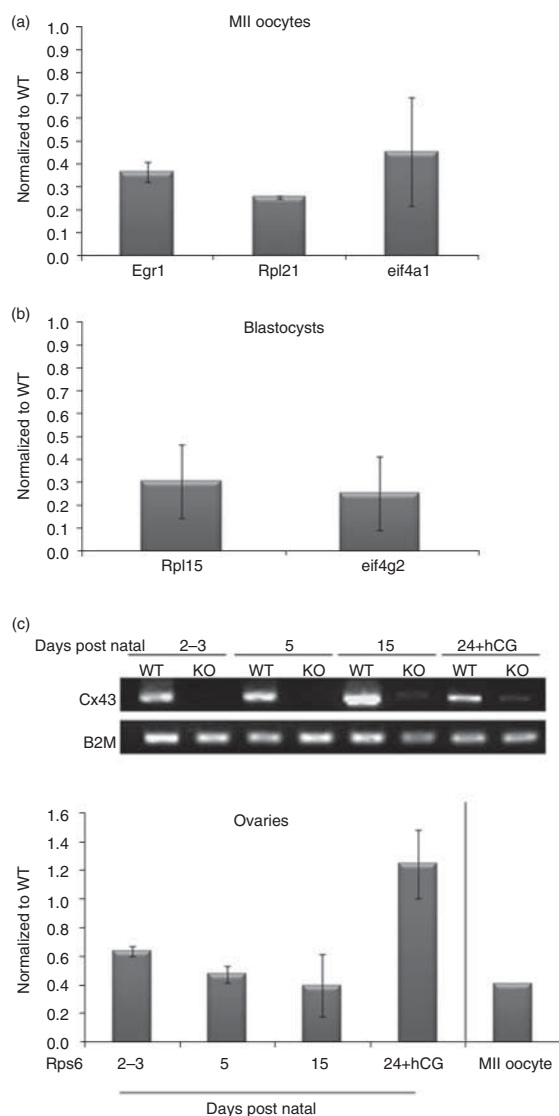 (a)
MII oocytes
Normalized to WT
1.0
0.9
0.8
0.7
0.6
0.5
0.4
0.3
0.2
0.1
0.0
Egr1 Rpl21 eif4a1
(b)
Blastocysts
Normalized to WT
1.0
0.9
0.8
0.7
0.6
0.5
0.4
0.3
0.2
0.1
0.0
Rpl15 eif4g2
(c)
Days post natal 2–3 5 15 24+hCG
WT KO WT KO WT KO WT KO
Cx43
B2M
Ovaries
Normalized to WT
1.6
1.4
1.2
1.0
0.8
0.6
0.4
0.2
0.0
Rps6 2–3 5 15 24+hCG MII oocyte
Days post natal